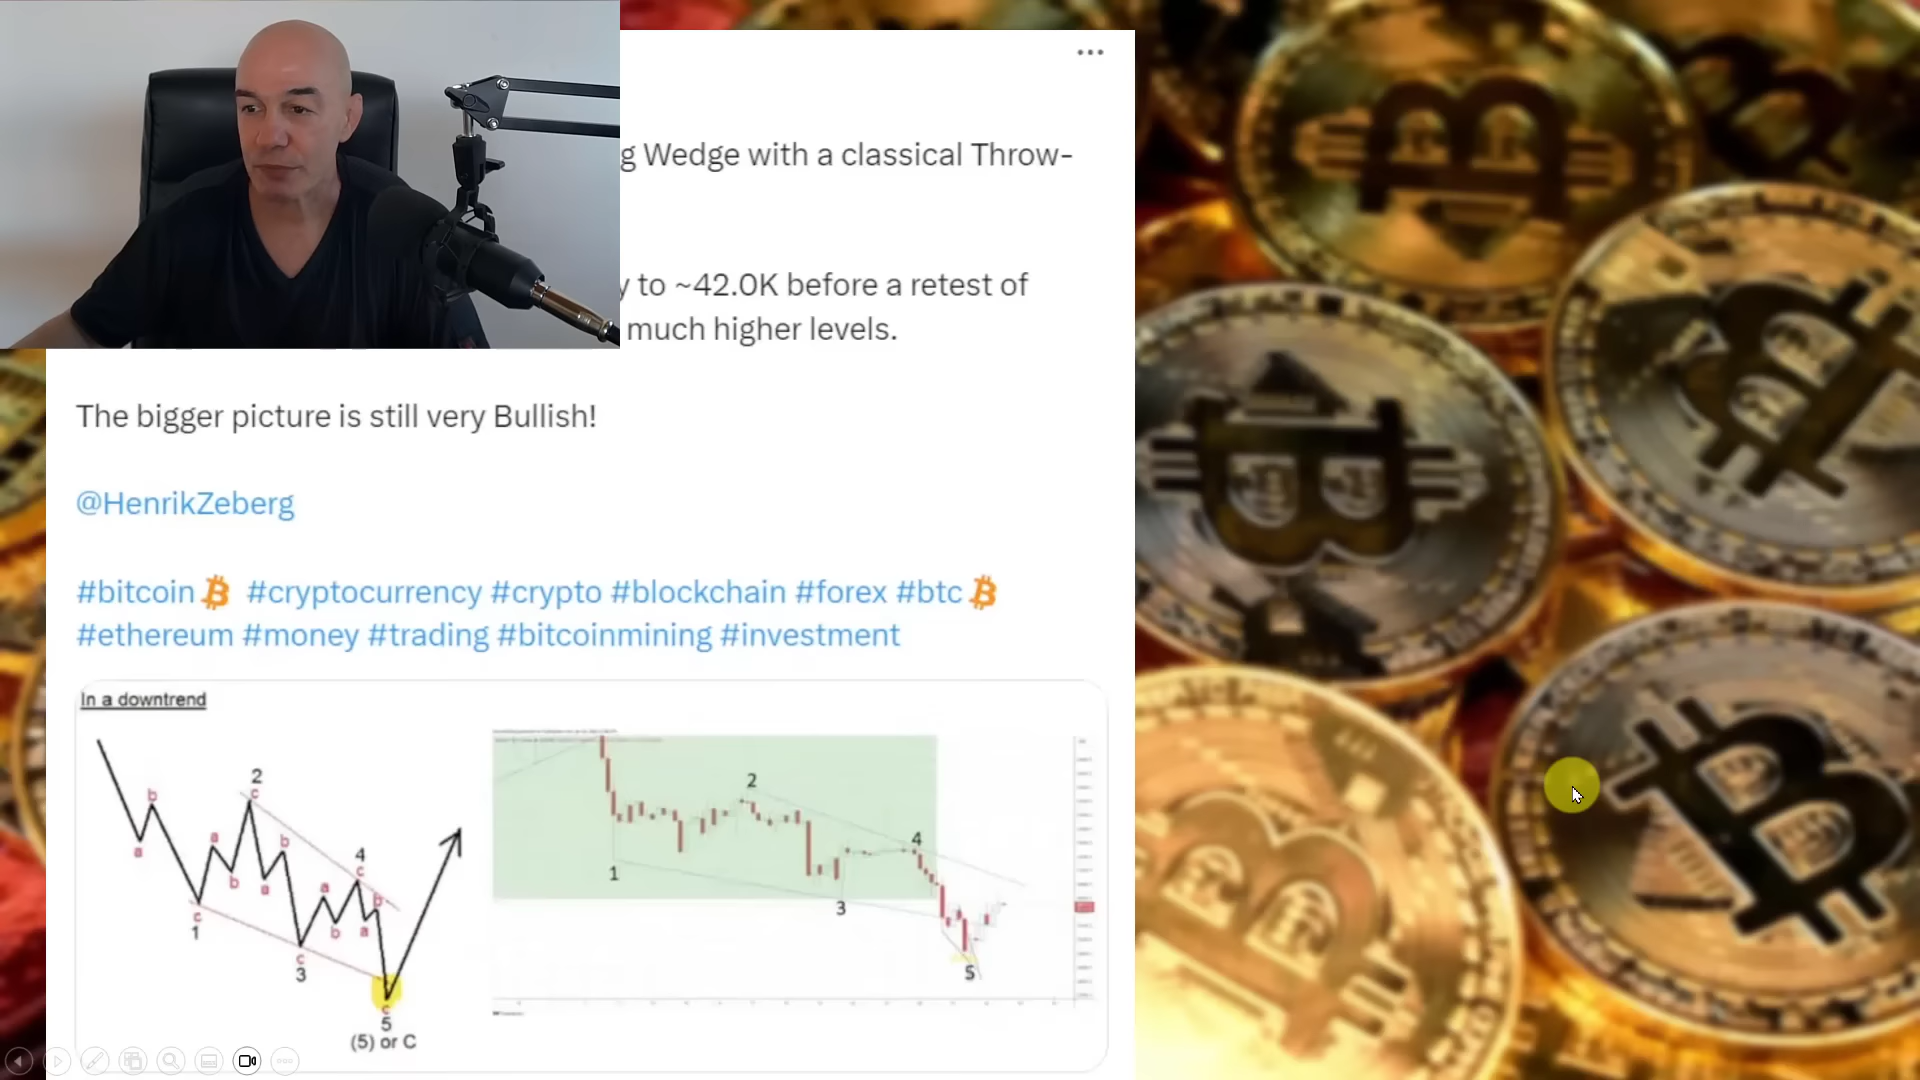 g Wedge with a classical Throw-
y to ~42.0K before a retest of
much higher levels.
The bigger picture is still very Bullish!
@HenrikZeberg
#bitcoin #cryptocurrency #crypto #blockchain #forex #btc
#ethereum #money #trading #bitcoinmining #investment
In a downtrend
2
c
b
a
b
4
c
a
b
a
a
b
b
a
c
1
c
3
c
5
(5) or C
2
4
1
3
5